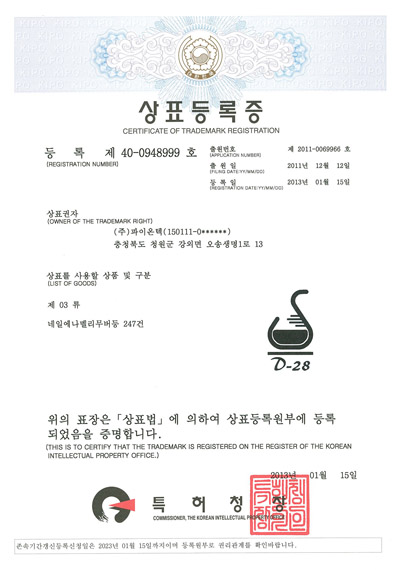 상표등록증
CERTIFICATE OF TRADEMARK REGISTRATION
등 록 제 40-0948999 호
(REGISTRATION NUMBER)
출원번호 제 2011-0069966 호
(APPLICATION NUMBER)
출 원 일 2011년 12월 12일
(FILING DATE:YY/MM/DD)
등 록 일 2013년 01월 15일
(REGISTRATION DATE:YY/MM/DD)
상표권자
(OWNER OF THE TRADEMARK RIGHT)
(주)파이온텍(150111-0******)
충청북도 청원군 강외면 오송생명1로 13
상표를 사용할 상품 및 구분
(LIST OF GOODS)
제 03 류
네일에나멜리무버등 247건
D-28
위의 표장은「상표법」에 의하여 상표등록원부에 등록
되었음을 증명합니다.
(THIS IS TO CERTIFY THAT THE TRADEMARK IS REGISTERED ON THE REGISTER OF THE KOREAN
INTELLECTUAL PROPERTY OFFICE.)
2013년 01월 15일
특허청장
COMMISSIONER, THE KOREAN INTELLECTUAL PROPERTY OFFICE
존속기간갱신등록신청일은 2023년 01월 15일까지이며 등록원부로 권리관계를 확인바랍니다.